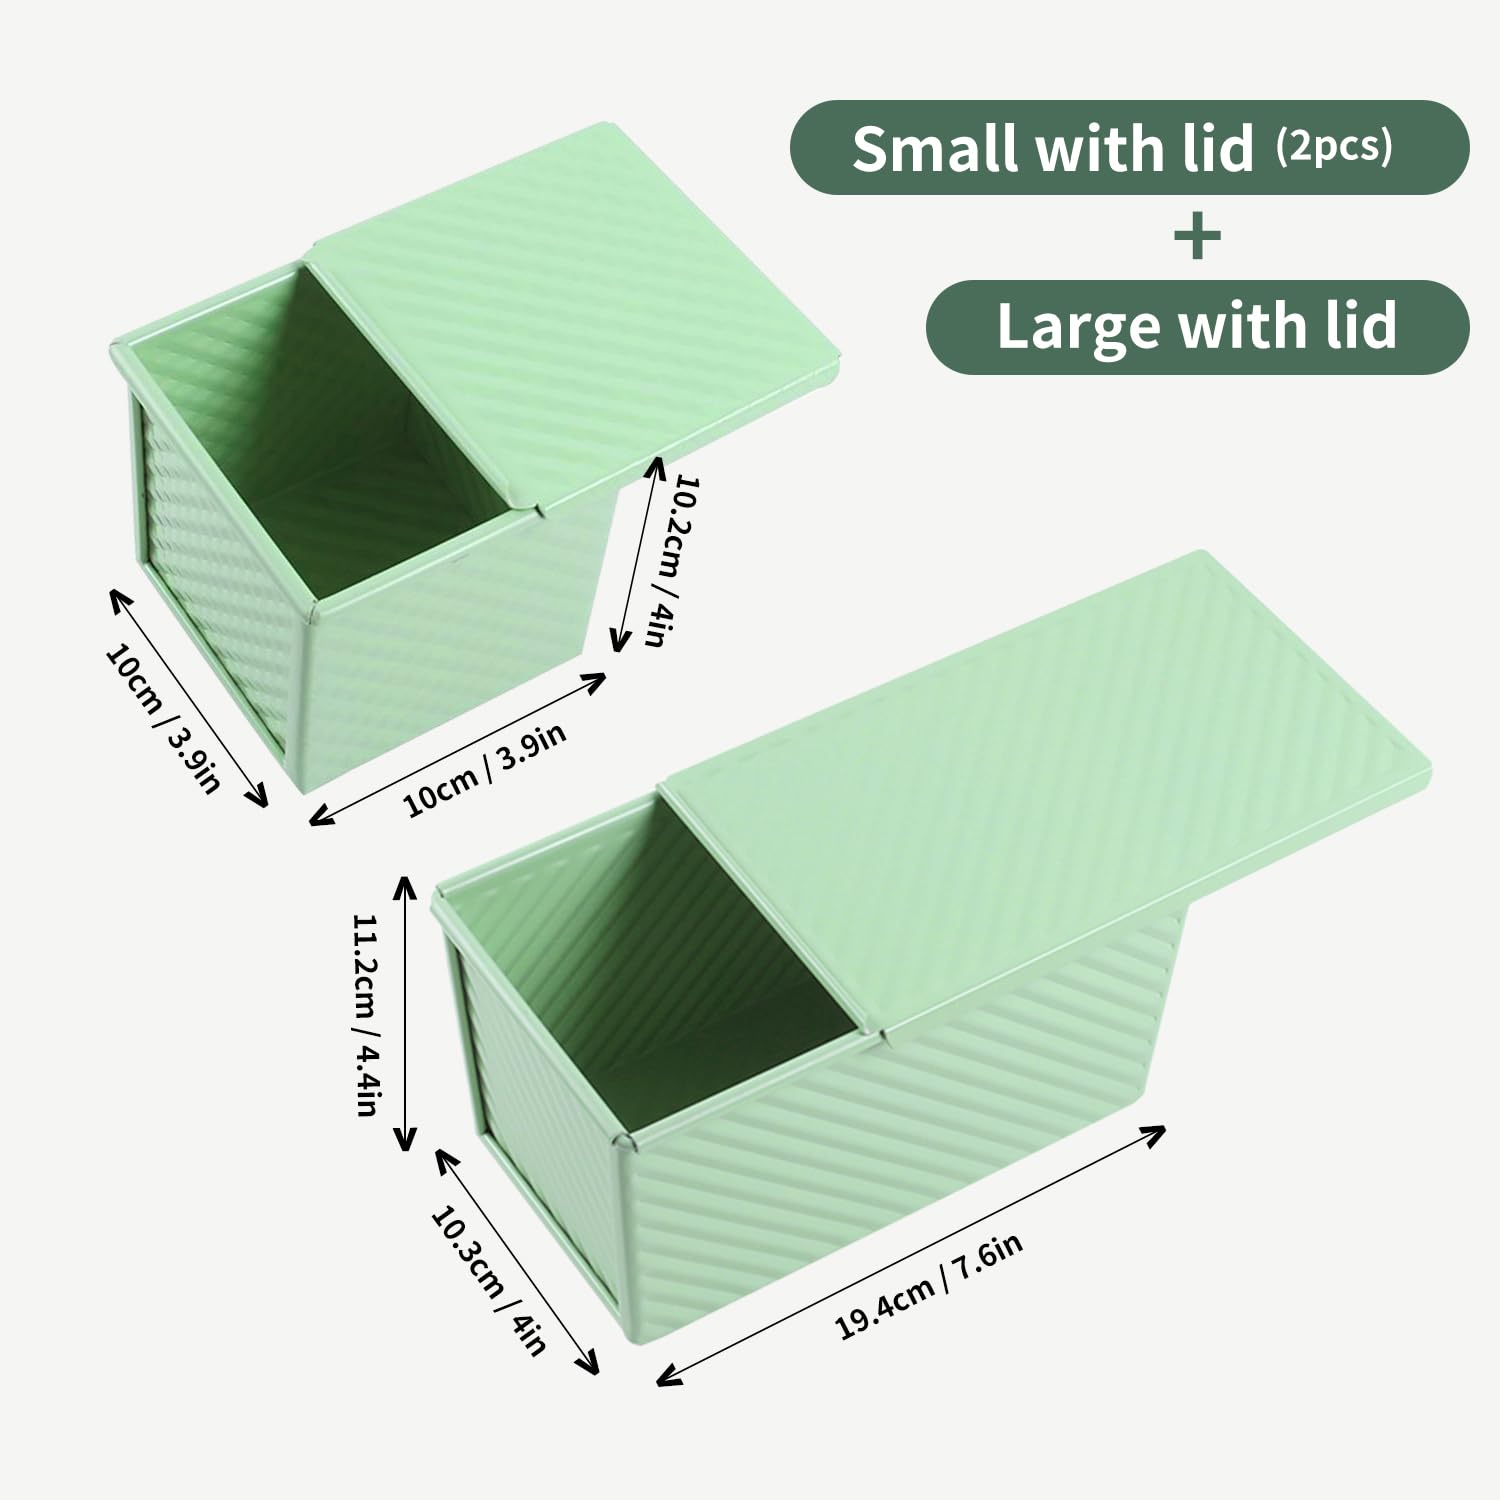 Small with lid (2pcs)
+
Large with lid
10.2cm / 4in
10cm / 3.9in
10cm / 3.9in
11.2cm / 4.4in
10.3cm / 4in
19.4cm / 7.6in